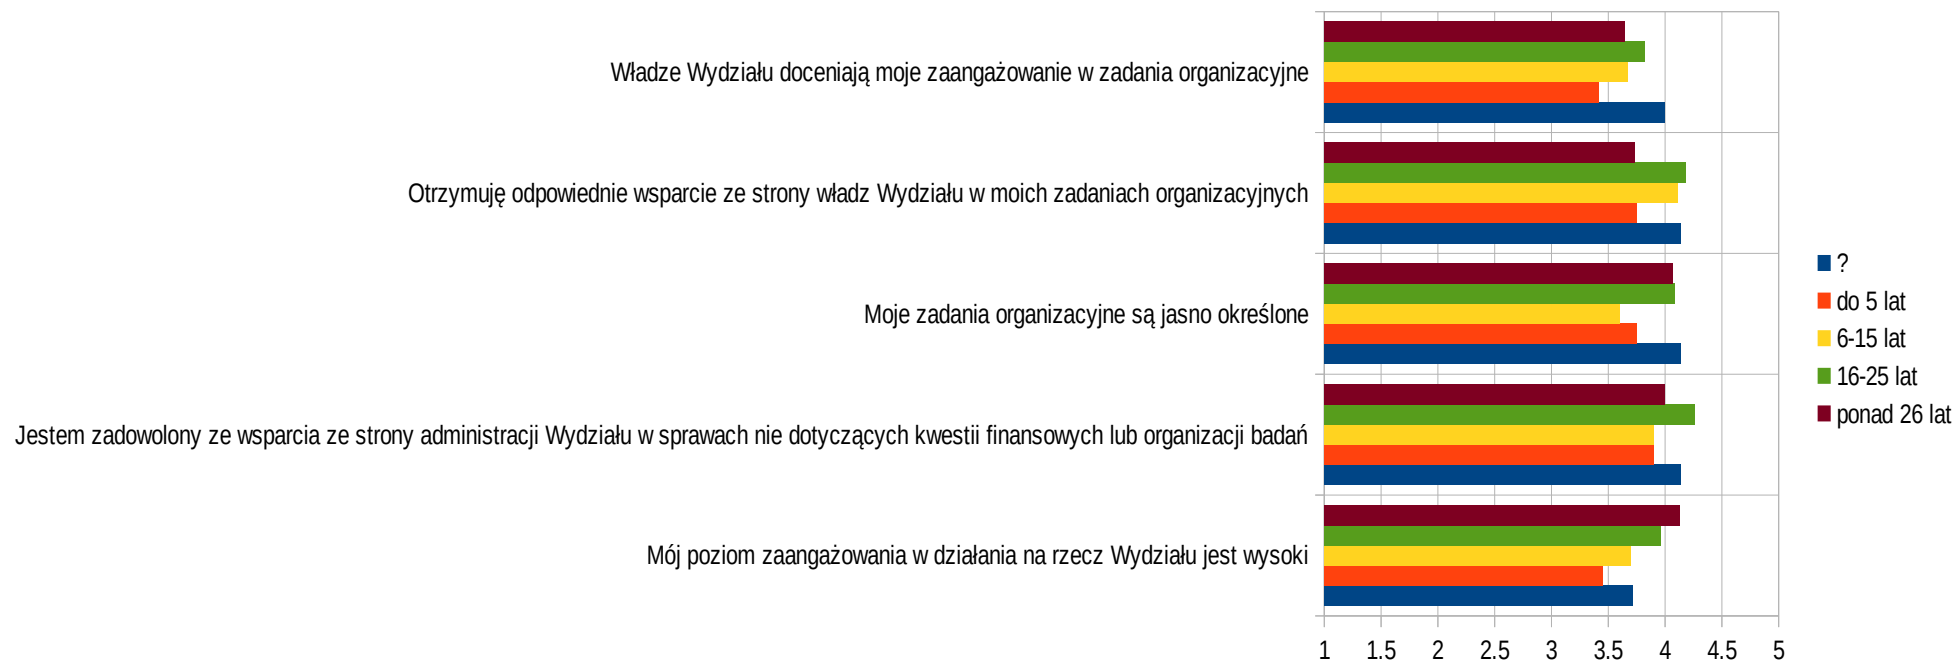 Władze Wydziału doceniają moje zaangażowanie w zadania organizacyjne
Otrzymuję odpowiednie wsparcie ze strony władz Wydziału w moich zadaniach organizacyjnych
Moje zadania organizacyjne są jasno określone
Jestem zadowolony ze wsparcia ze strony administracji Wydziału w sprawach nie dotyczących kwestii finansowych lub organizacji badań
Mój poziom zaangażowania w działania na rzecz Wydziału jest wysoki
1 1.5 2 2.5 3 3.5 4 4.5 5
?
do 5 lat
6-15 lat
16-25 lat
ponad 26 lat